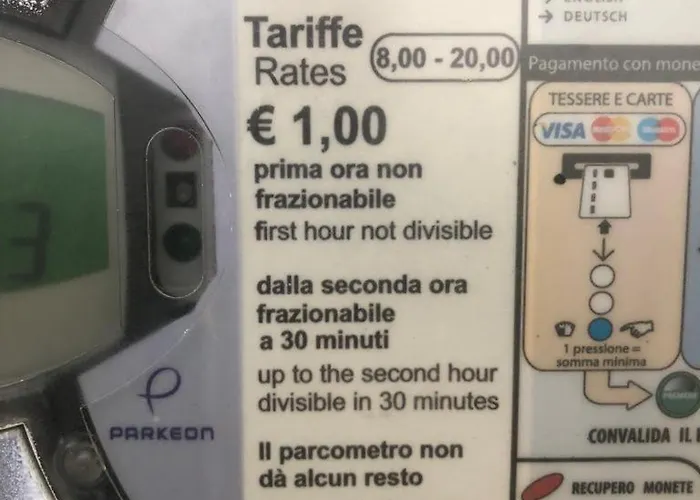 Tariffe
Rates
8,00 - 20,00
€ 1,00
prima ora non
frazionabile
first hour not divisible
dalla seconda ora
frazionabile
a 30 minuti
up to the second hour
divisible in 30 minutes
Il parcometro non
dà alcun resto
3
PARKEON
→ DEUTSCH
Pagamento con mone
TESSERE E CARTE
VISA
1 pressione =
somma minima
CONVALIDA IL
RECUPERO MONETE